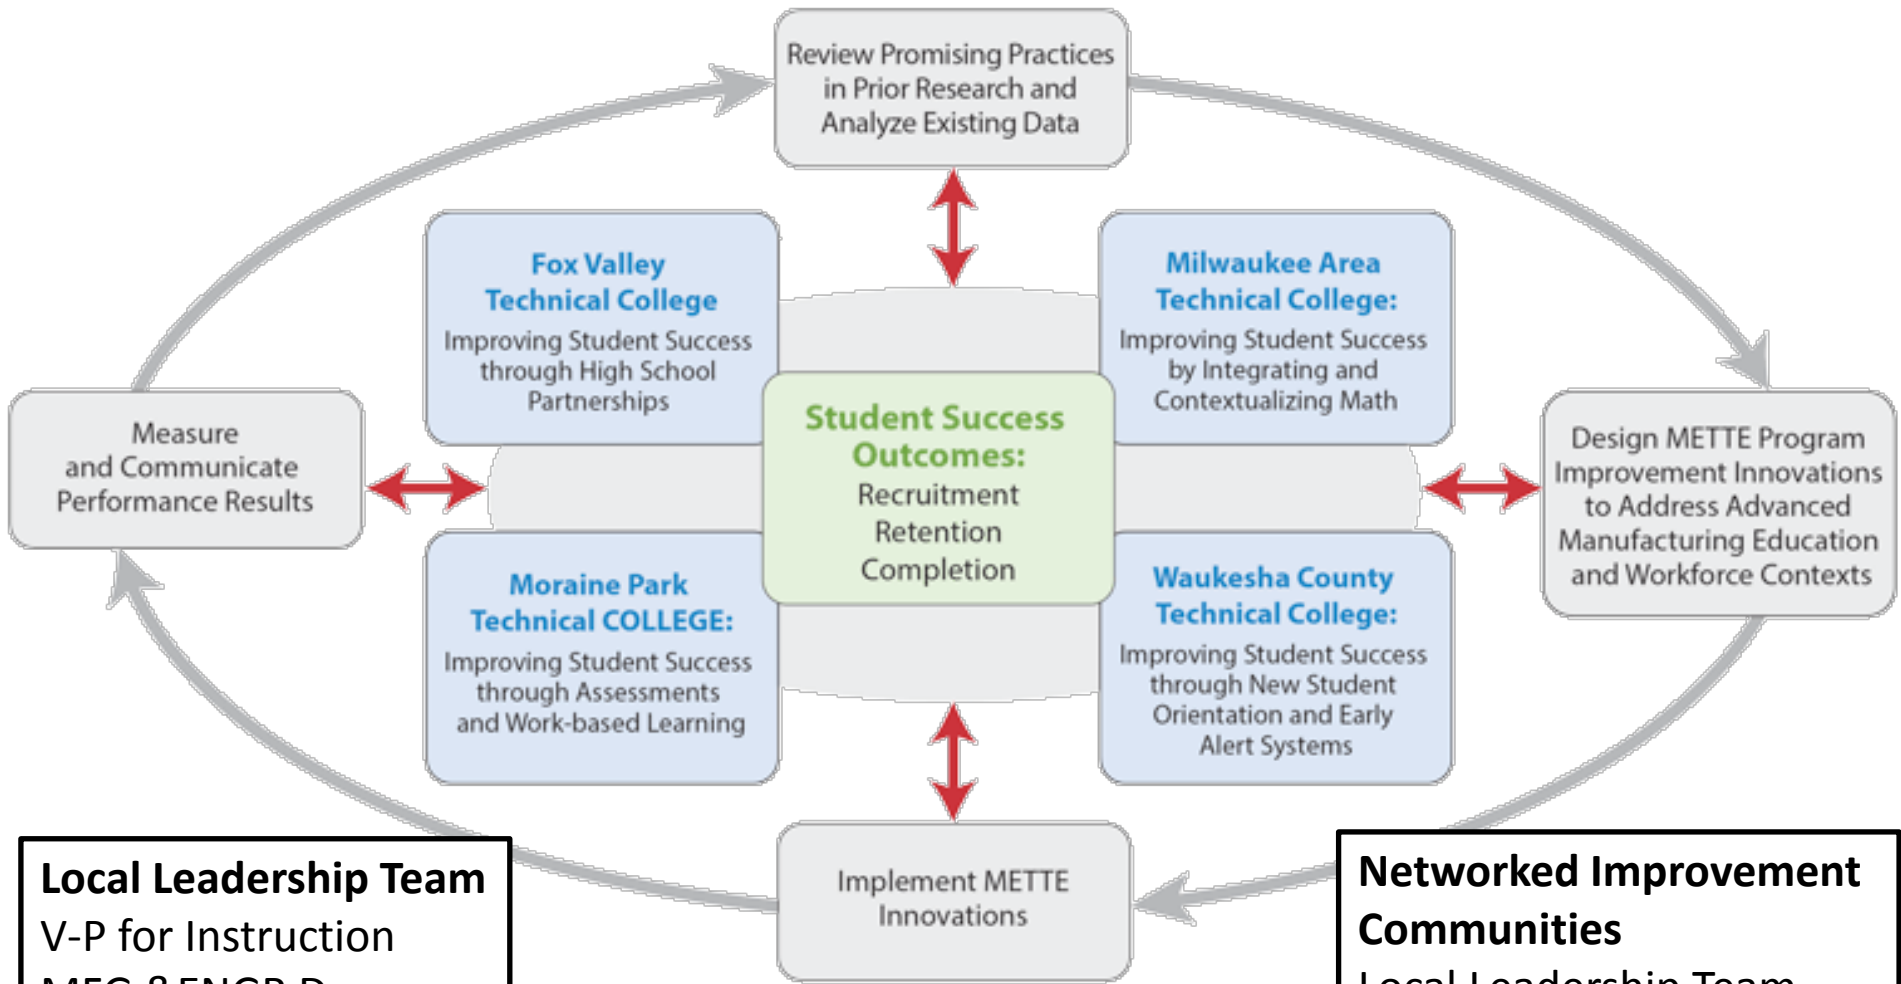 Review Promising Practices
in Prior Research and
Analyze Existing Data
Fox Valley
Technical College
Improving Student Success
through High School
Partnerships
Milwaukee Area
Technical College:
Improving Student Success
by Integrating and
Contextualizing Math
Measure
and Communicate
Performance Results
Student Success
Outcomes:
Recruitment
Retention
Completion
Design METTE Program
Improvement Innovations
to Address Advanced
Manufacturing Education
and Workforce Contexts
Moraine Park
Technical COLLEGE:
Improving Student Success
through Assessments
and Work-based Learning
Waukesha County
Technical College:
Improving Student Success
through New Student
Orientation and Early
Alert Systems
Implement METTE
Innovations
Local Leadership Team
V-P for Instruction
Networked Improvement
Communities
Local Leadership Team